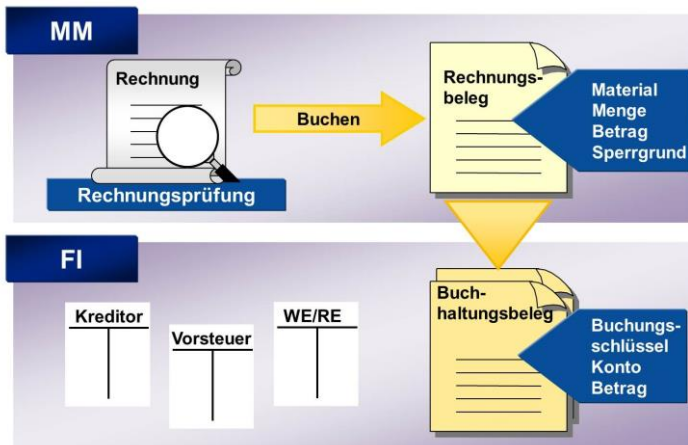 MM
Rechnung
Rechnungsprüfung
Buchen
Rechnungs-
beleg
Material
Menge
Betrag
Sperrgrund
FI
Kreditor
Vorsteuer
WE/RE
Buch-
haltungsbeleg
Buchungs-
schlüssel
Konto
Betrag